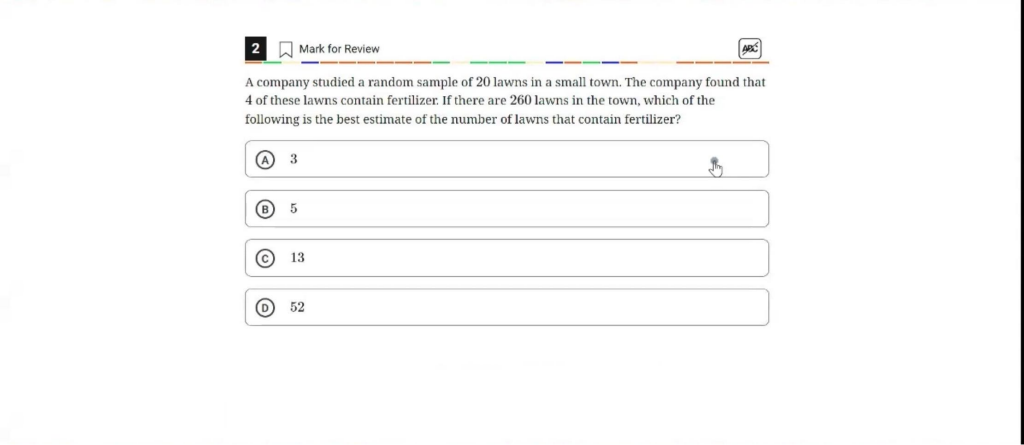 2 Mark for Review ABC
A company studied a random sample of 20 lawns in a small town. The company found that
4 of these lawns contain fertilizer. If there are 260 lawns in the town, which of the
following is the best estimate of the number of lawns that contain fertilizer?
A 3
B 5
C 13
D 52